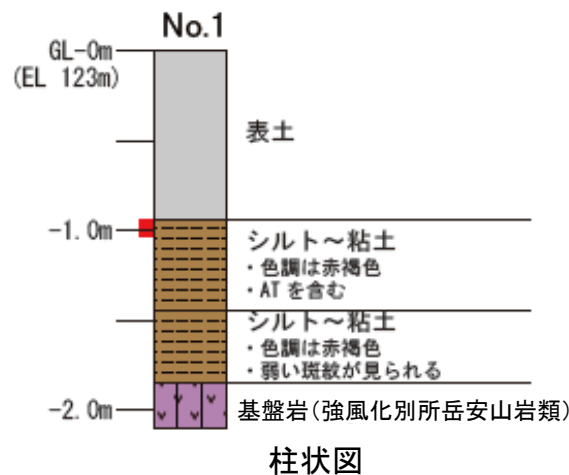 No.1
GL-0m
(EL 123m)
表土
-1.0m
シルト～粘土
・色調は赤褐色
・ATを含む
シルト～粘土
・色調は赤褐色
・弱い斑紋が見られる
-2.0m
基盤岩(強風化別所岳安山岩類)
柱状図